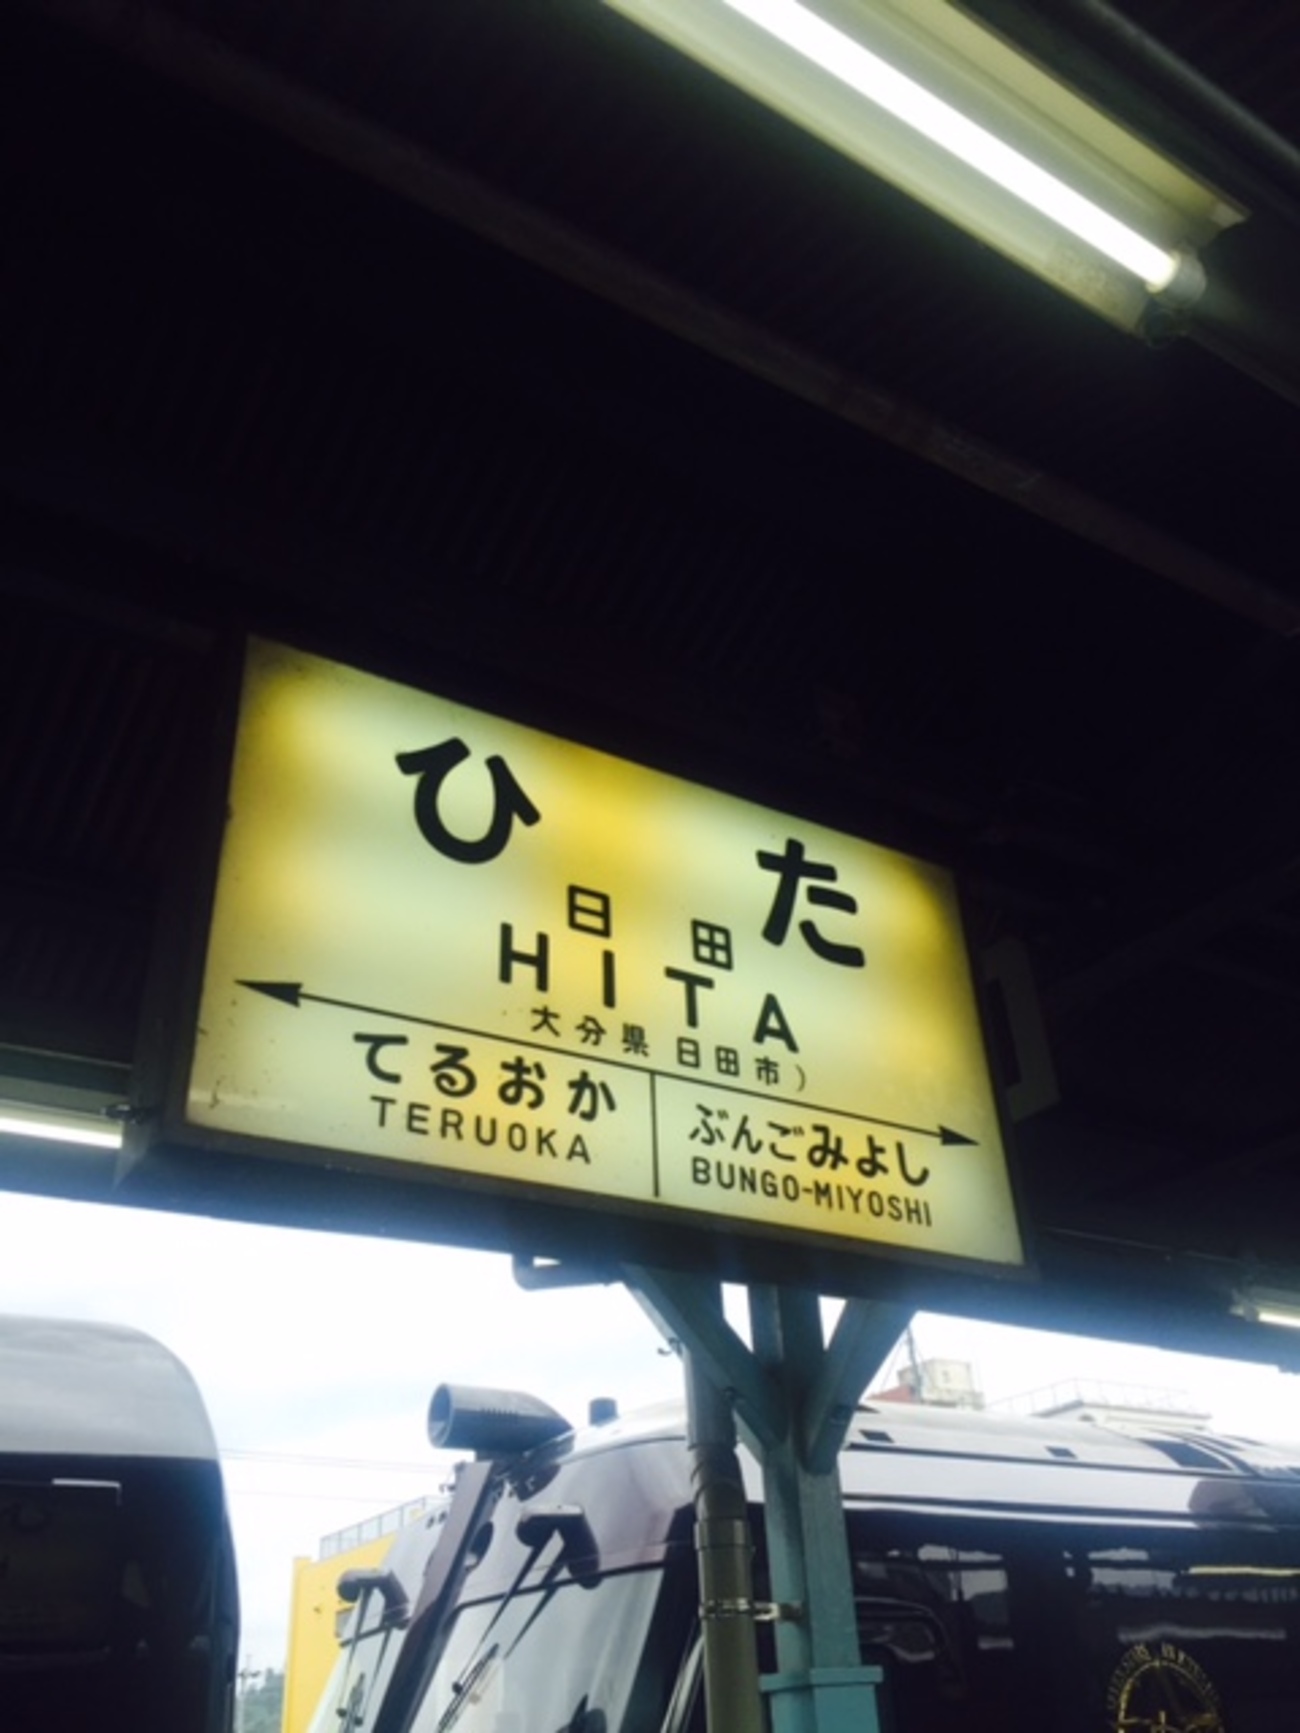 ひた
日田
HITA
大分県 日田市)
てるおか
TERUOKA
ぶんごみよし
BUNGO-MIYOSHI